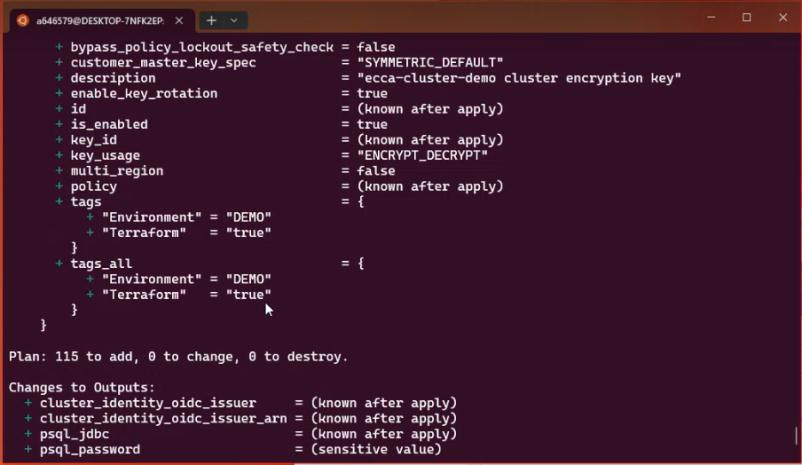 a646579@DESKTOP-7NFK2EP:
+ bypass_policy_lockout_safety_check = false
+ customer_master_key_spec = "SYMMETRIC_DEFAULT"
+ description = "ecca-cluster-demo cluster encryption key"
+ enable_key_rotation = true
+ id = (known after apply)
+ is_enabled = true
+ key_id = (known after apply)
+ key_usage = "ENCRYPT_DECRYPT"
+ multi_region = false
+ policy = (known after apply)
+ tags = {
+ "Environment" = "DEMO"
+ "Terraform" = "true"
}
+ tags_all = {
+ "Environment" = "DEMO"
+ "Terraform" = "true"
}
}
Plan: 115 to add, 0 to change, 0 to destroy.
Changes to Outputs:
+ cluster_identity_oidc_issuer = (known after apply)
+ cluster_identity_oidc_issuer_arn = (known after apply)
+ psql_jdbc = (known after apply)
+ psql_password = (sensitive value)